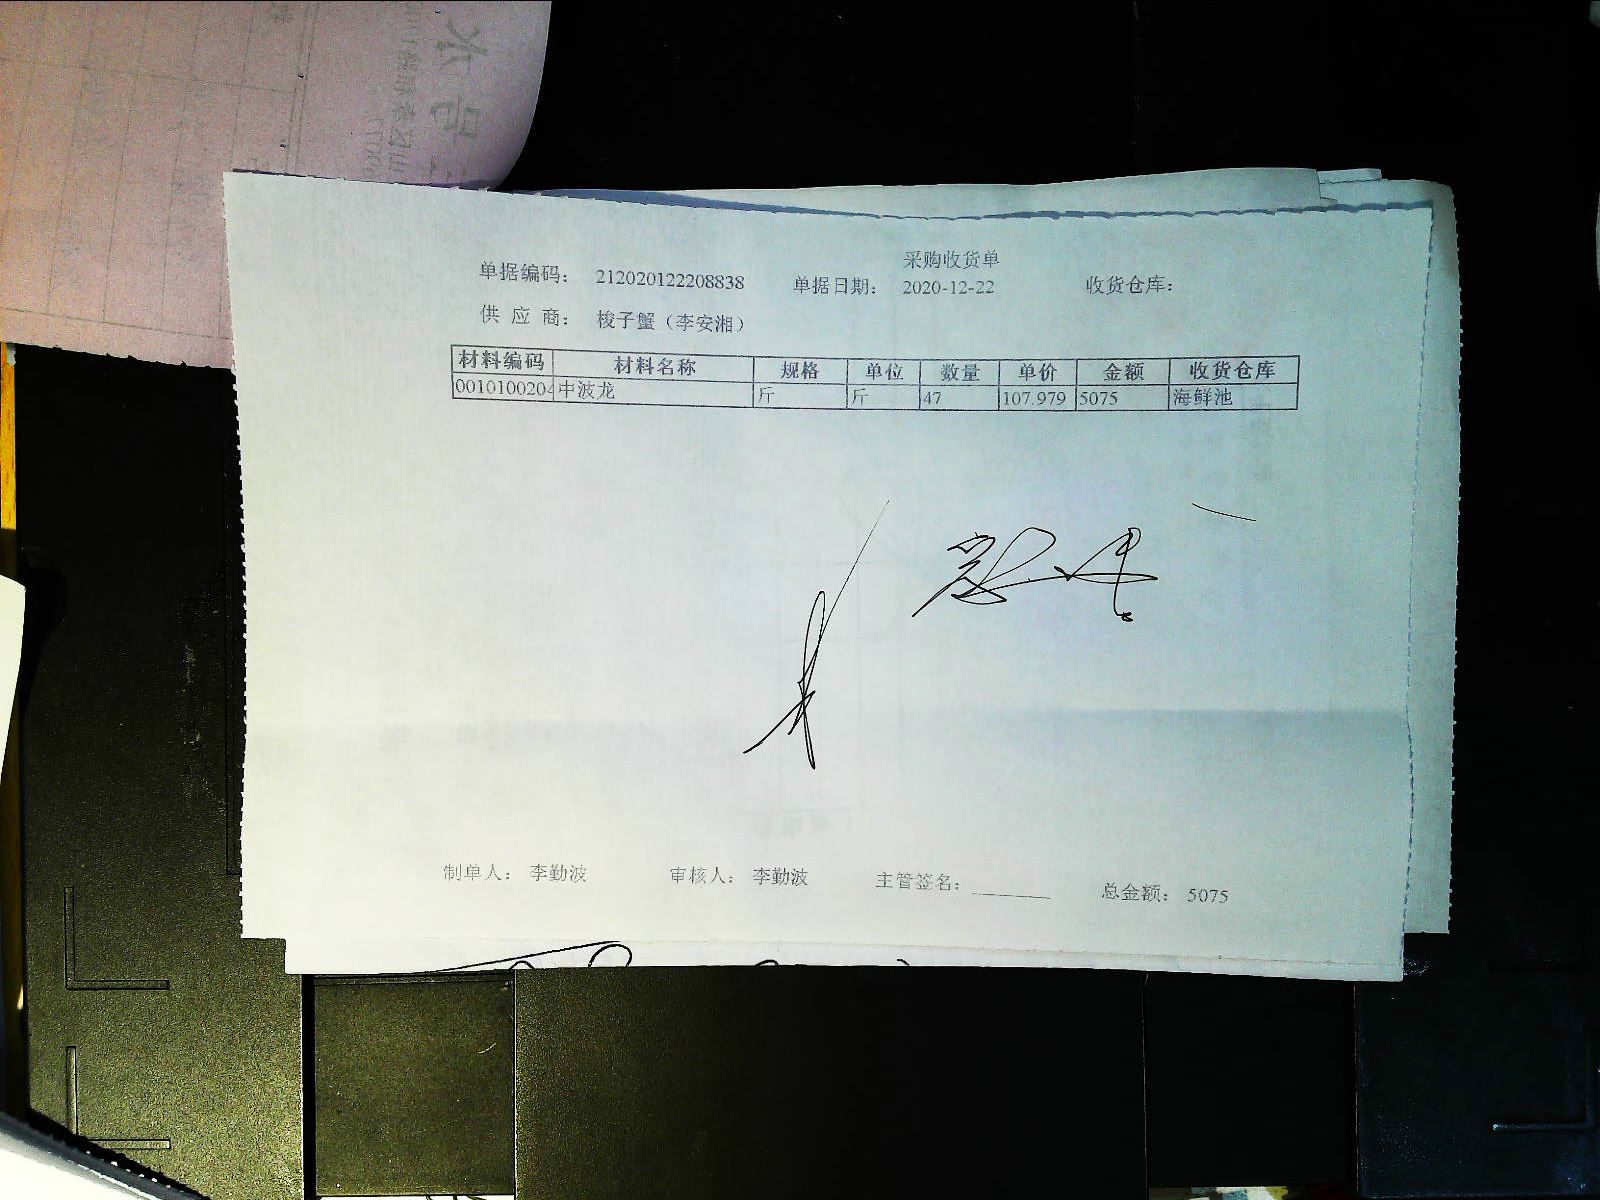 采购收货单
单据编码： 212020122208838 单据日期： 2020-12-22 收货仓库：
供 应 商： 梭子蟹（李安湘）
材料编码 材料名称 规格 单位 数量 单价 金额 收货仓库
0010100204 中波龙 斤 斤 47 107.979 5075 海鲜池
制单人： 李勤波 审核人： 李勤波 主管签名： 总金额： 5075